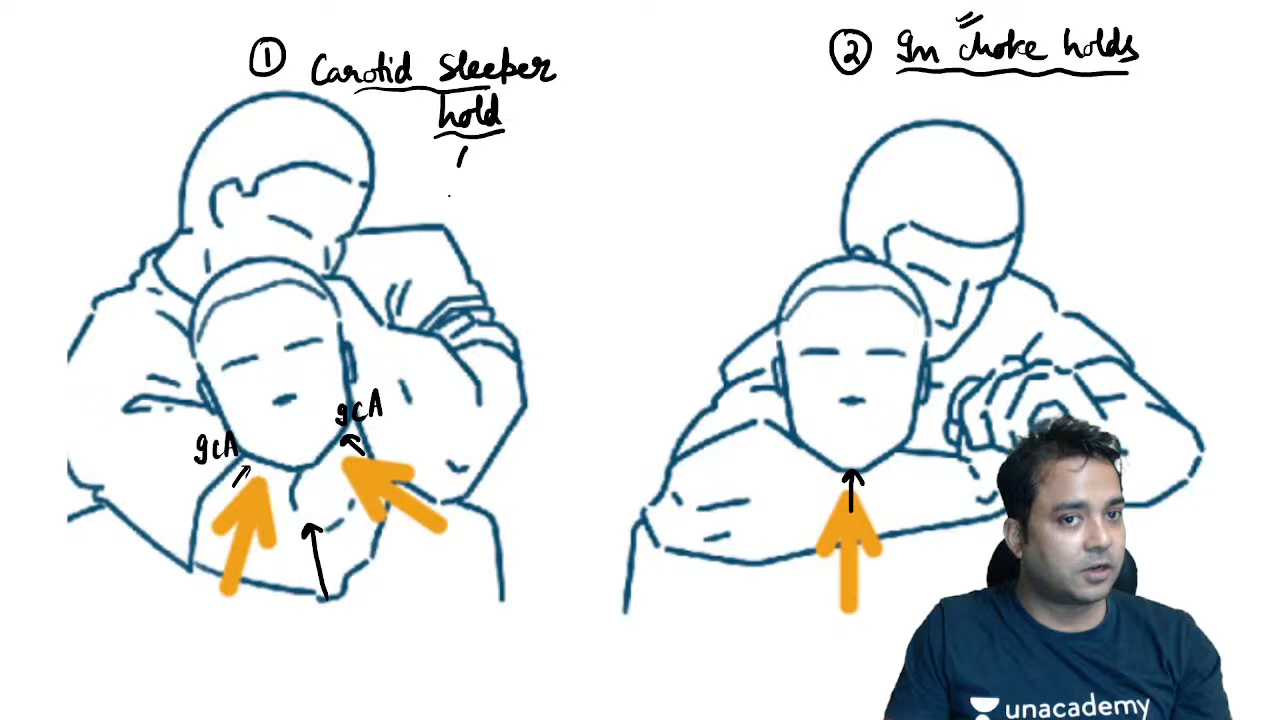 ① Carotid sleeper
hold
② In choke holds
gcA
gcA
unacademy